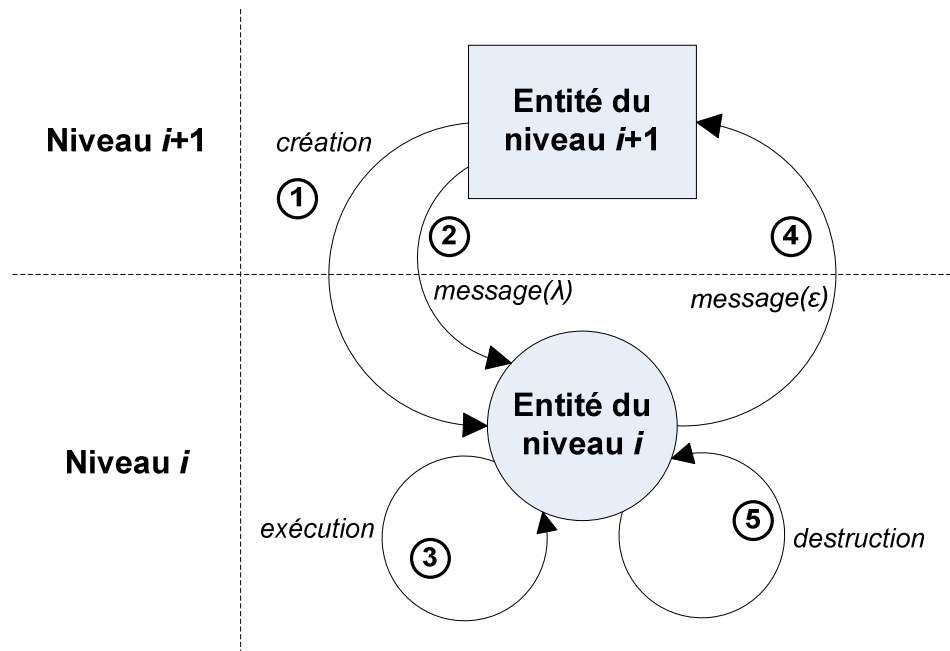 Niveau i+1
Entité du
niveau i+1
création
1
2
4
message(λ)
message(ε)
Niveau i
Entité du
niveau i
exécution
3
5
destruction